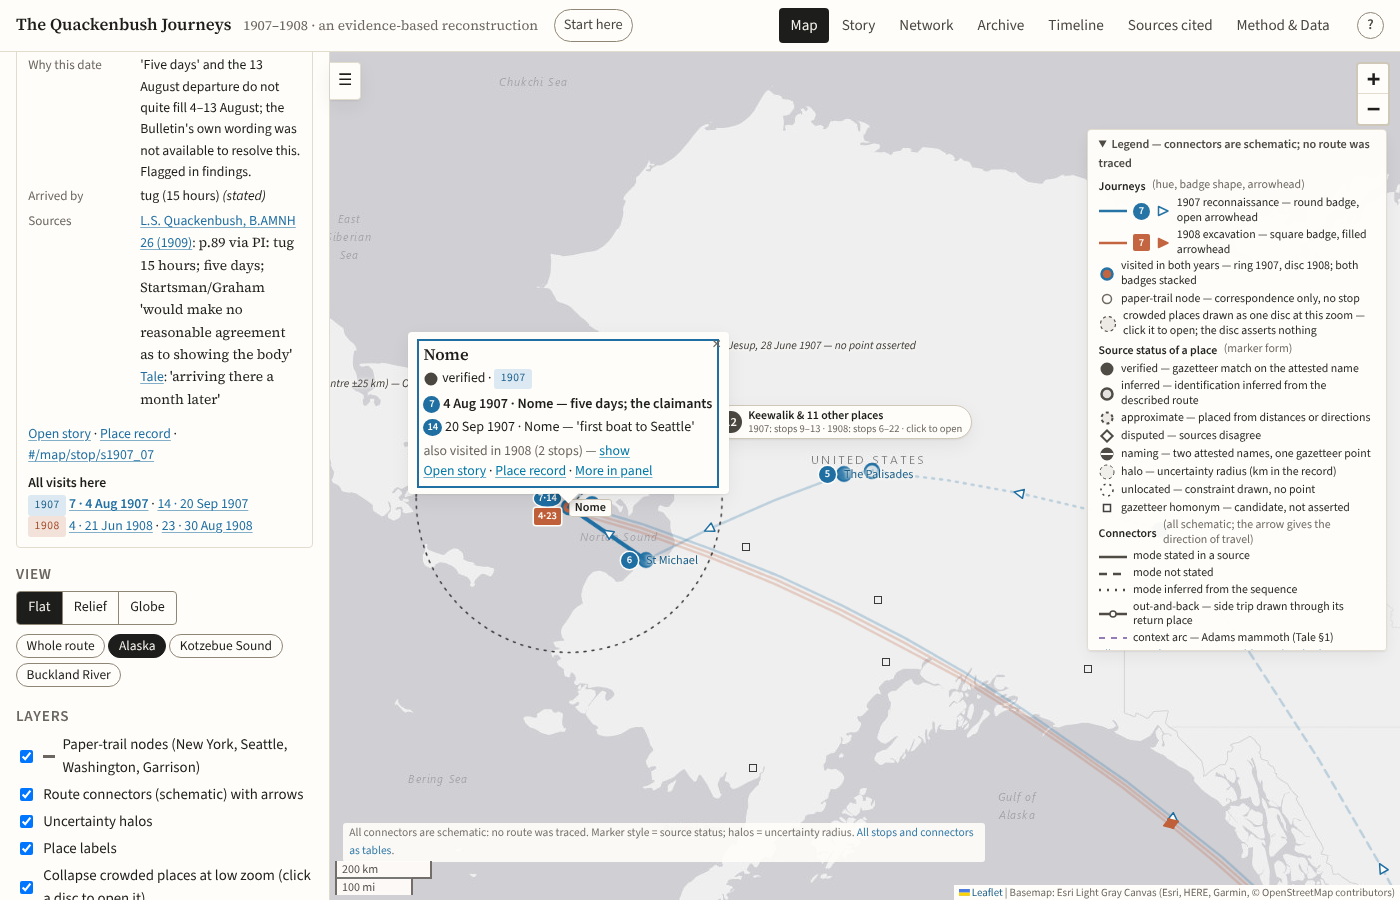 The Quackenbush Journeys 1907–1908 · an evidence-based reconstruction Start here Map Story Network Archive Timeline Sources cited Method & Data ?
Why this date
'Five days' and the 13
August departure do not
quite fill 4–13 August; the
Bulletin's own wording was
not available to resolve this.
Flagged in findings.
Arrived by
tug (15 hours) (stated)
Sources
L.S. Quackenbush, B.AMNH
26 (1909): p.89 via PI: tug
15 hours; five days;
Startsman/Graham
'would make no
reasonable agreement
as to showing the body'
Tale: 'arriving there a
month later'
Open story · Place record ·
#/map/stop/s1907_07
All visits here
1907 7 · 4 Aug 1907 · 14 · 20 Sep 1907
1908 4 · 21 Jun 1908 · 23 · 30 Aug 1908
VIEW
Flat Relief Globe
Whole route Alaska Kotzebue Sound
Buckland River
LAYERS
Paper-trail nodes (New York, Seattle,
Washington, Garrison)
Route connectors (schematic) with arrows
Uncertainty halos
Place labels
Collapse crowded places at low zoom (click
a disc to open it)
☰
Chukchi Sea
East
Siberian
Sea
Jesup, 28 June 1907 — no point asserted
ntre ±25 km) — O
Nome
×
verified · 1907
7 4 Aug 1907 · Nome — five days; the claimants
14 20 Sep 1907 · Nome — 'first boat to Seattle'
also visited in 1908 (2 stops) — show
Open story · Place record · More in panel
2 Keewalik & 11 other places
1907: stops 9–13 · 1908: stops 6–22 · click to open
UNITED STATES
5 The Palisades
7·14
4·23
Nome
Norton Sound
6 St Michael
Bering Sea
Gulf of
Alaska
+
−
▼ Legend — connectors are schematic; no route was
traced
Journeys (hue, badge shape, arrowhead)
7 1907 reconnaissance — round badge,
open arrowhead
7 1908 excavation — square badge, filled
arrowhead
visited in both years — ring 1907, disc 1908; both
badges stacked
paper-trail node — correspondence only, no stop
crowded places drawn as one disc at this zoom —
click it to open; the disc asserts nothing
Source status of a place (marker form)
verified — gazetteer match on the attested name
inferred — identification inferred from the
described route
approximate — placed from distances or directions
disputed — sources disagree
naming — two attested names, one gazetteer point
halo — uncertainty radius (km in the record)
unlocated — constraint drawn, no point
gazetteer homonym — candidate, not asserted
Connectors (all schematic; the arrow gives the
direction of travel)
mode stated in a source
mode not stated
mode inferred from the sequence
out-and-back — side trip drawn through its
return place
context arc — Adams mammoth (Tale §1)
All connectors are schematic: no route was traced. Marker style = source status; halos = uncertainty radius. All stops and connectors
as tables.
200 km
100 mi
Leaflet | Basemap: Esri Light Gray Canvas (Esri, HERE, Garmin, © OpenStreetMap contributors)